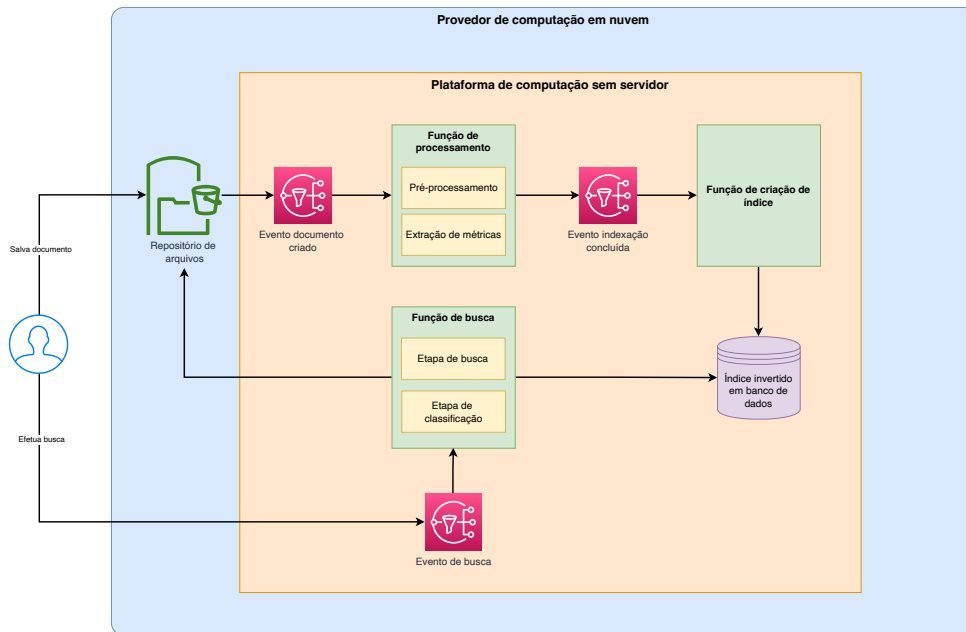 Provedor de computação em nuvem
Plataforma de computação sem servidor
Função de
processamento
Pré-processamento
Extração de métricas
Função de criação de
índice
Evento documento
criado
Evento indexação
concluída
Repositório de
arquivos
Salva documento
Função de busca
Etapa de busca
Etapa de
classificação
Índice invertido
em banco de
dados
Efetua busca
Evento de busca